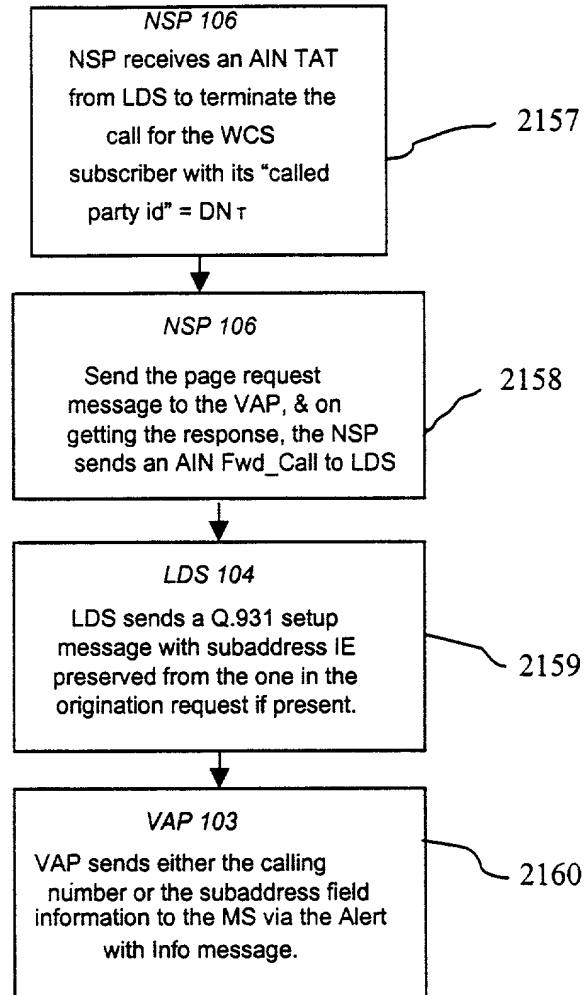 NSP 106
NSP receives an AIN TAT
from LDS to terminate the
call for the WCS
subscriber with its “called
party id” = DN T
2157
NSP 106
Send the page request
message to the VAP, & on
getting the response, the NSP
sends an AIN Fwd_Call to LDS
2158
LDS 104
LDS sends a Q.931 setup
message with subaddress IE
preserved from the one in the
origination request if present.
2159
VAP 103
VAP sends either the calling
number or the subaddress field
information to the MS via the Alert
with Info message.
2160